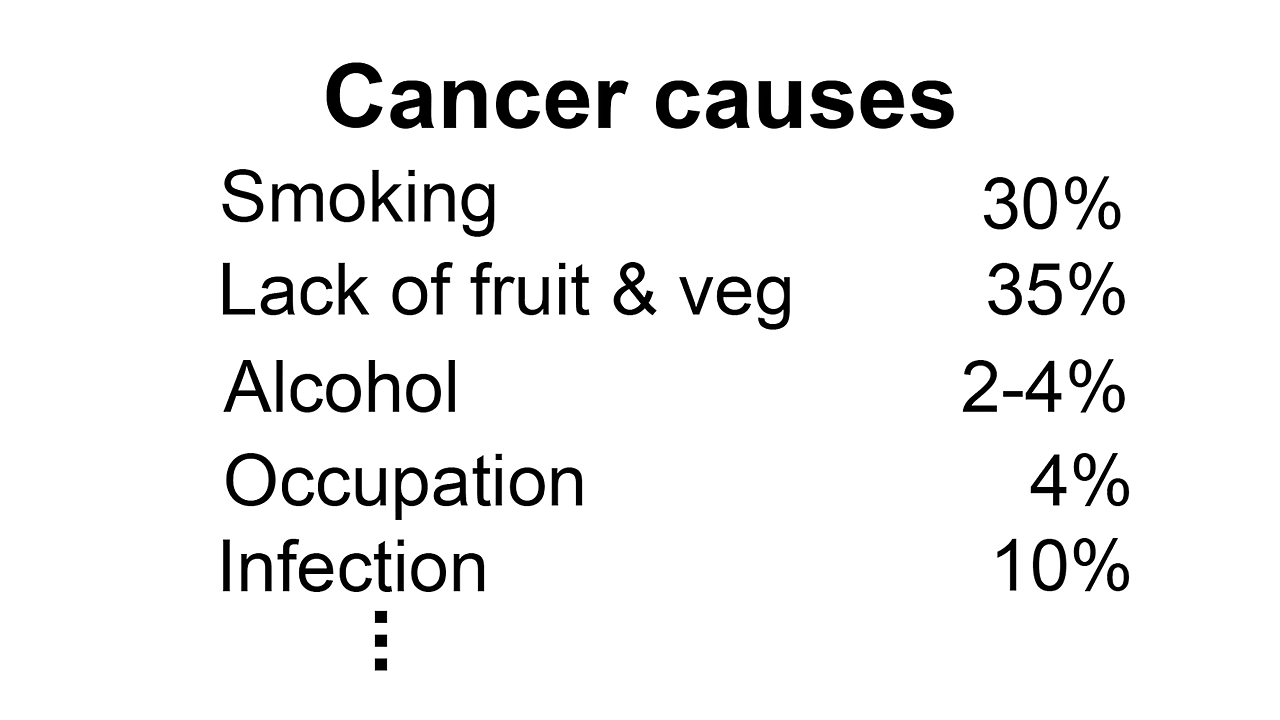 Cancer causes
Smoking 30%
Lack of fruit & veg 35%
Alcohol 2-4%
Occupation 4%
Infection 10%
⋮